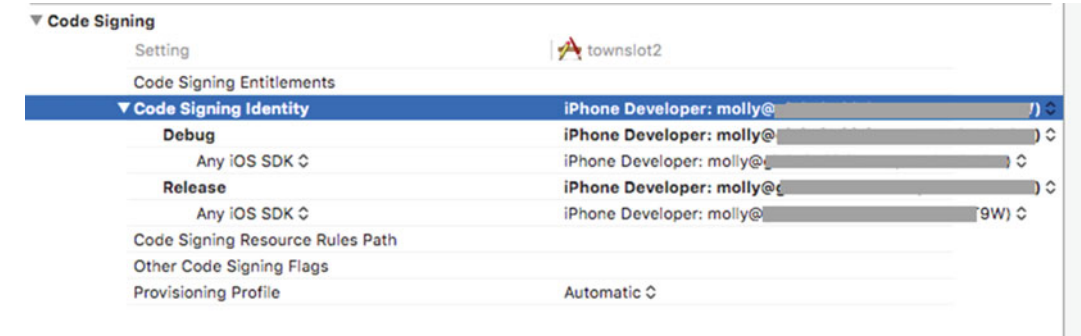 Code Signing
Setting townslot2
Code Signing Entitlements
Code Signing Identity iPhone Developer: molly@ )
Debug iPhone Developer: molly@ )
Any iOS SDK iPhone Developer: molly@ )
Release iPhone Developer: molly@ )
Any iOS SDK iPhone Developer: molly@ 9W)
Code Signing Resource Rules Path
Other Code Signing Flags
Provisioning Profile Automatic